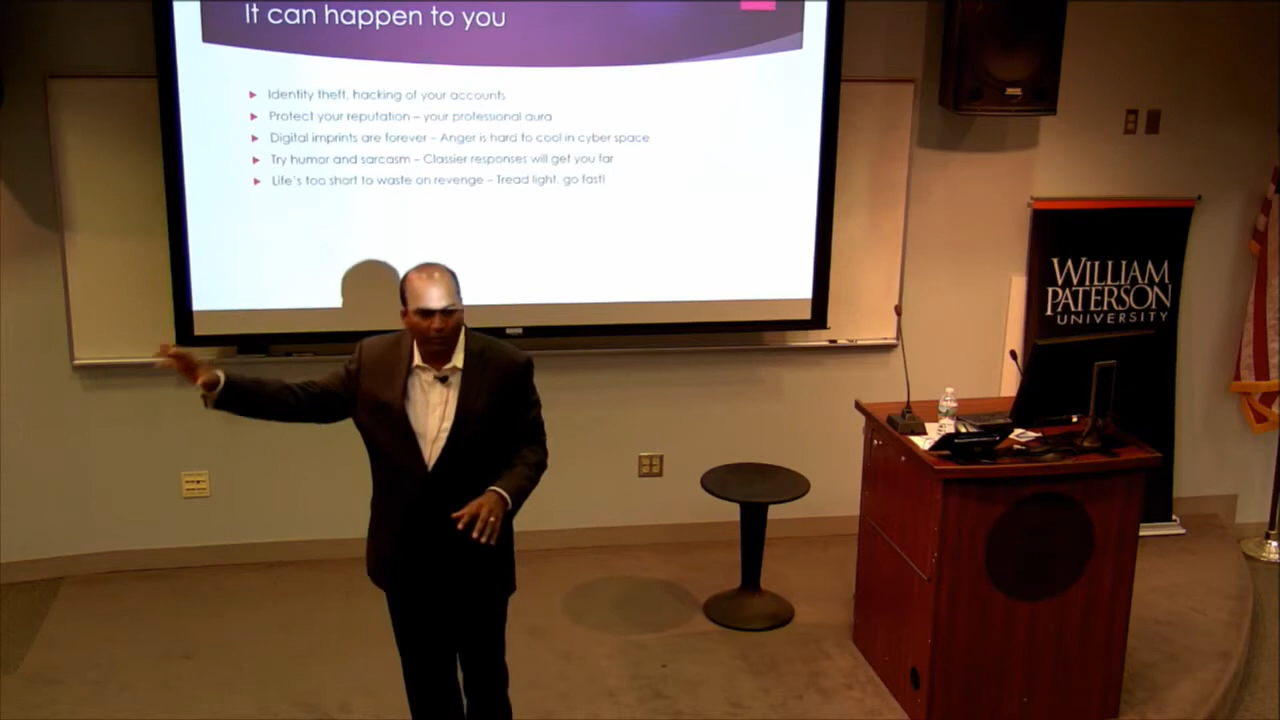 It can happen to you
Identity theft, hacking of your accounts
Protect your reputation – your professional aura
Digital imprints are forever – Anger is hard to cool in cyber space
Try humor and sarcasm – Classier responses will get you far
Life's too short to waste on revenge – Tread light, go fast!
WILLIAM
PATERSON
UNIVERSITY